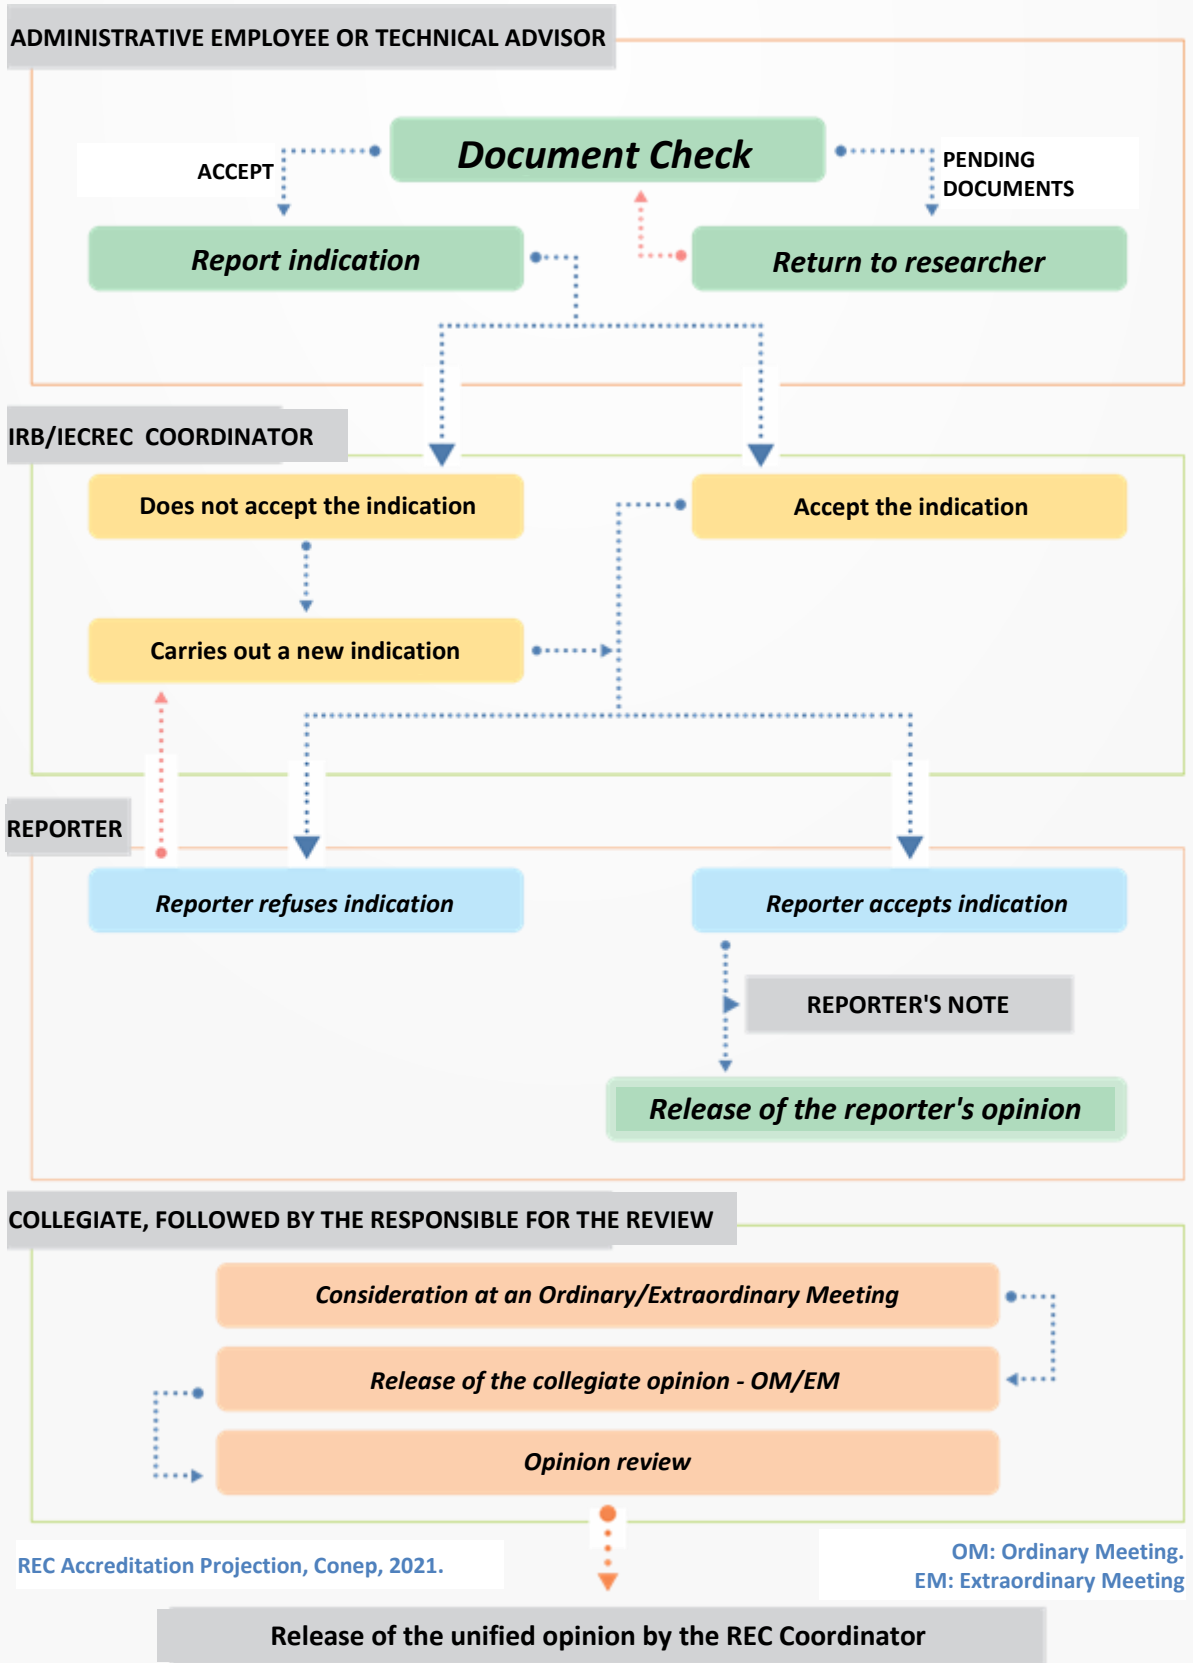 ADMINISTRATIVE EMPLOYEE OR TECHNICAL ADVISOR
Document Check
ACCEPT
PENDING
DOCUMENTS
Report indication
Return to researcher
IRB/IECREC COORDINATOR
Does not accept the indication
Accept the indication
Carries out a new indication
REPORTER
Reporter refuses indication
Reporter accepts indication
REPORTER'S NOTE
Release of the reporter's opinion
COLLEGIATE, FOLLOWED BY THE RESPONSIBLE FOR THE REVIEW
Consideration at an Ordinary/Extraordinary Meeting
Release of the collegiate opinion - OM/EM
Opinion review
REC Accreditation Projection, Conep, 2021.
OM: Ordinary Meeting.
EM: Extraordinary Meeting
Release of the unified opinion by the REC Coordinator